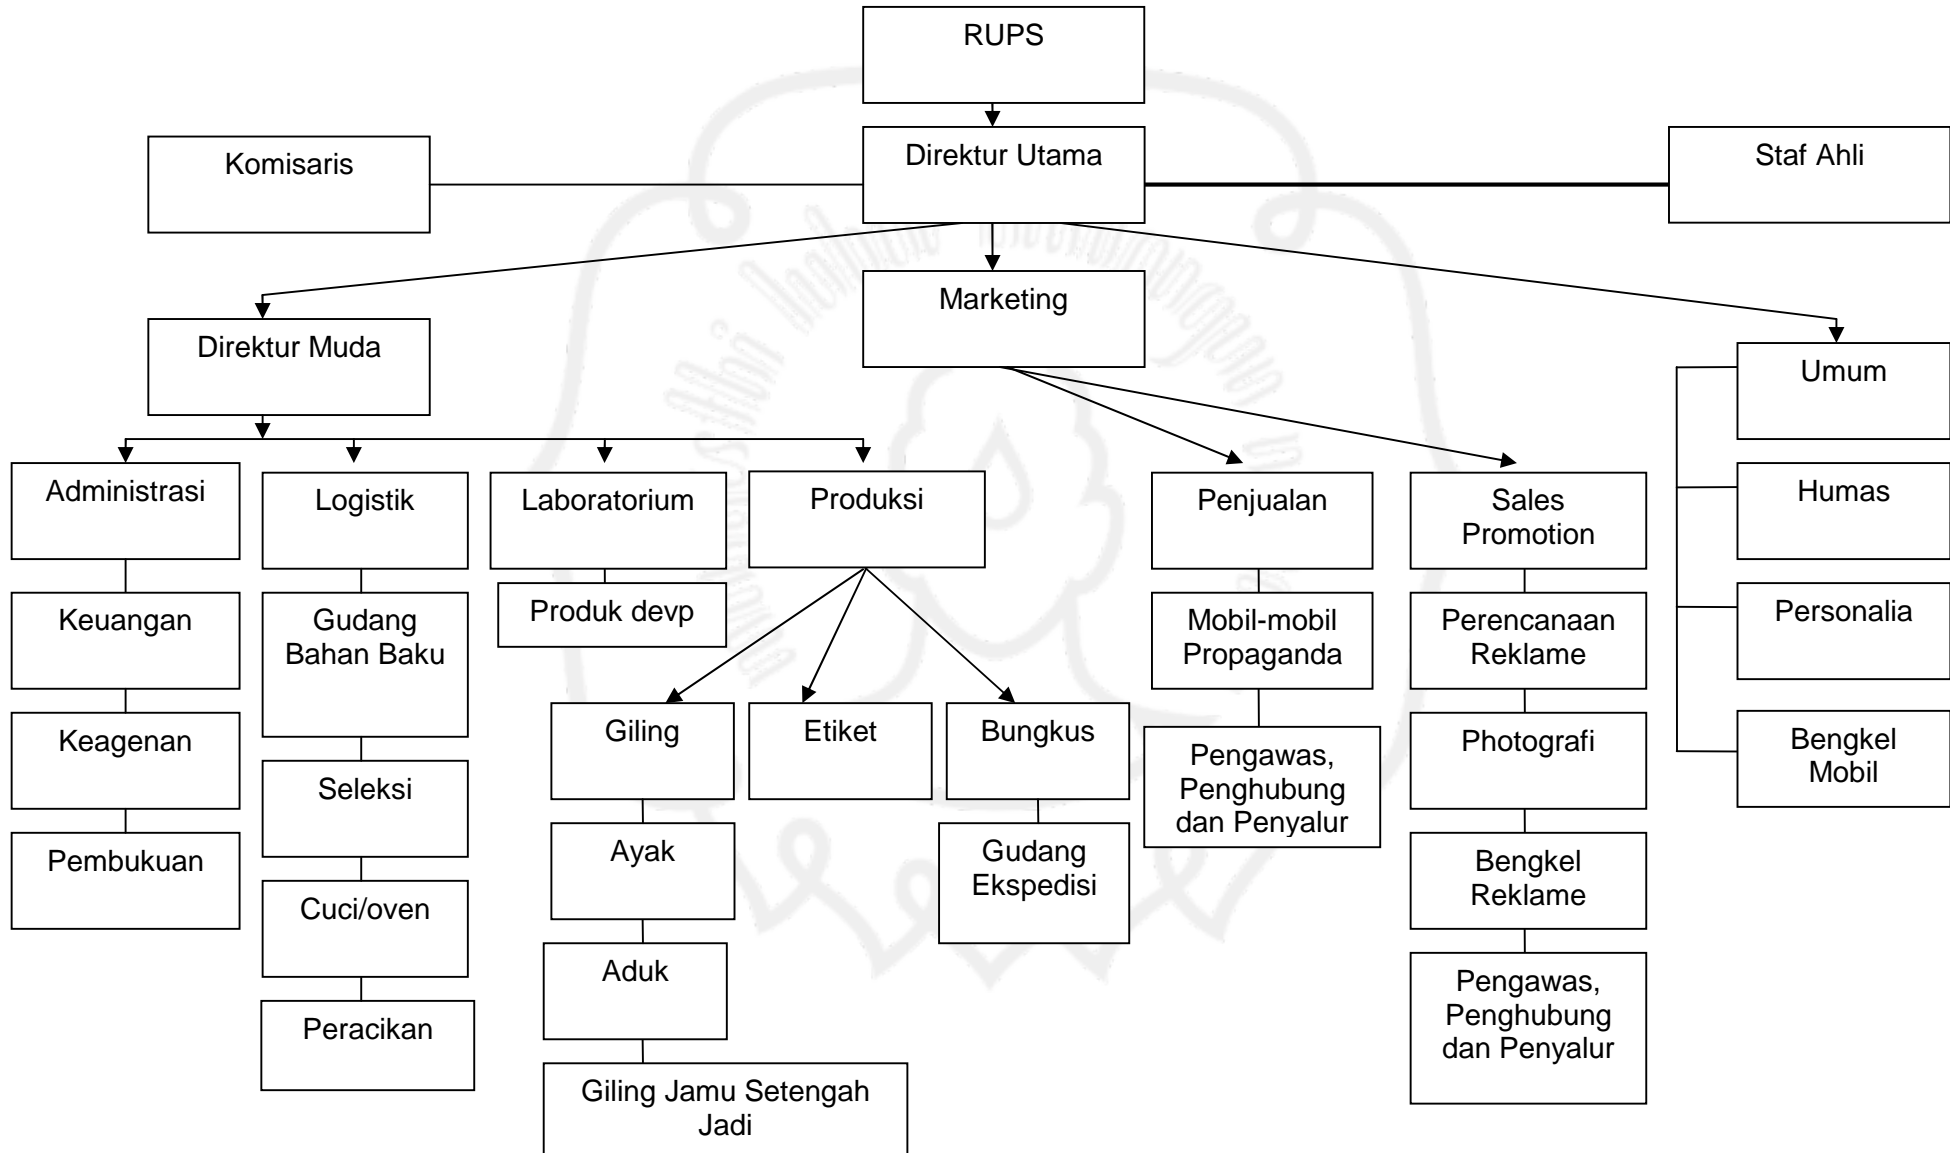 RUPS
Komisaris
Direktur Utama
Staf Ahli
Direktur Muda
Marketing
Umum
Administrasi
Logistik
Laboratorium
Produksi
Penjualan
Sales
Promotion
Humas
Keuangan
Gudang
Bahan Baku
Produk devp
Mobil-mobil
Propaganda
Perencanaan
Reklame
Personalia
Keagenan
Seleksi
Giling
Etiket
Bungkus
Pengawas,
Penghubung
dan Penyalur
Photografi
Bengkel
Mobil
Pembukuan
Cuci/oven
Ayak
Gudang
Ekspedisi
Bengkel
Reklame
Peracikan
Aduk
Pengawas,
Penghubung
dan Penyalur
Giling Jamu Setengah
Jadi